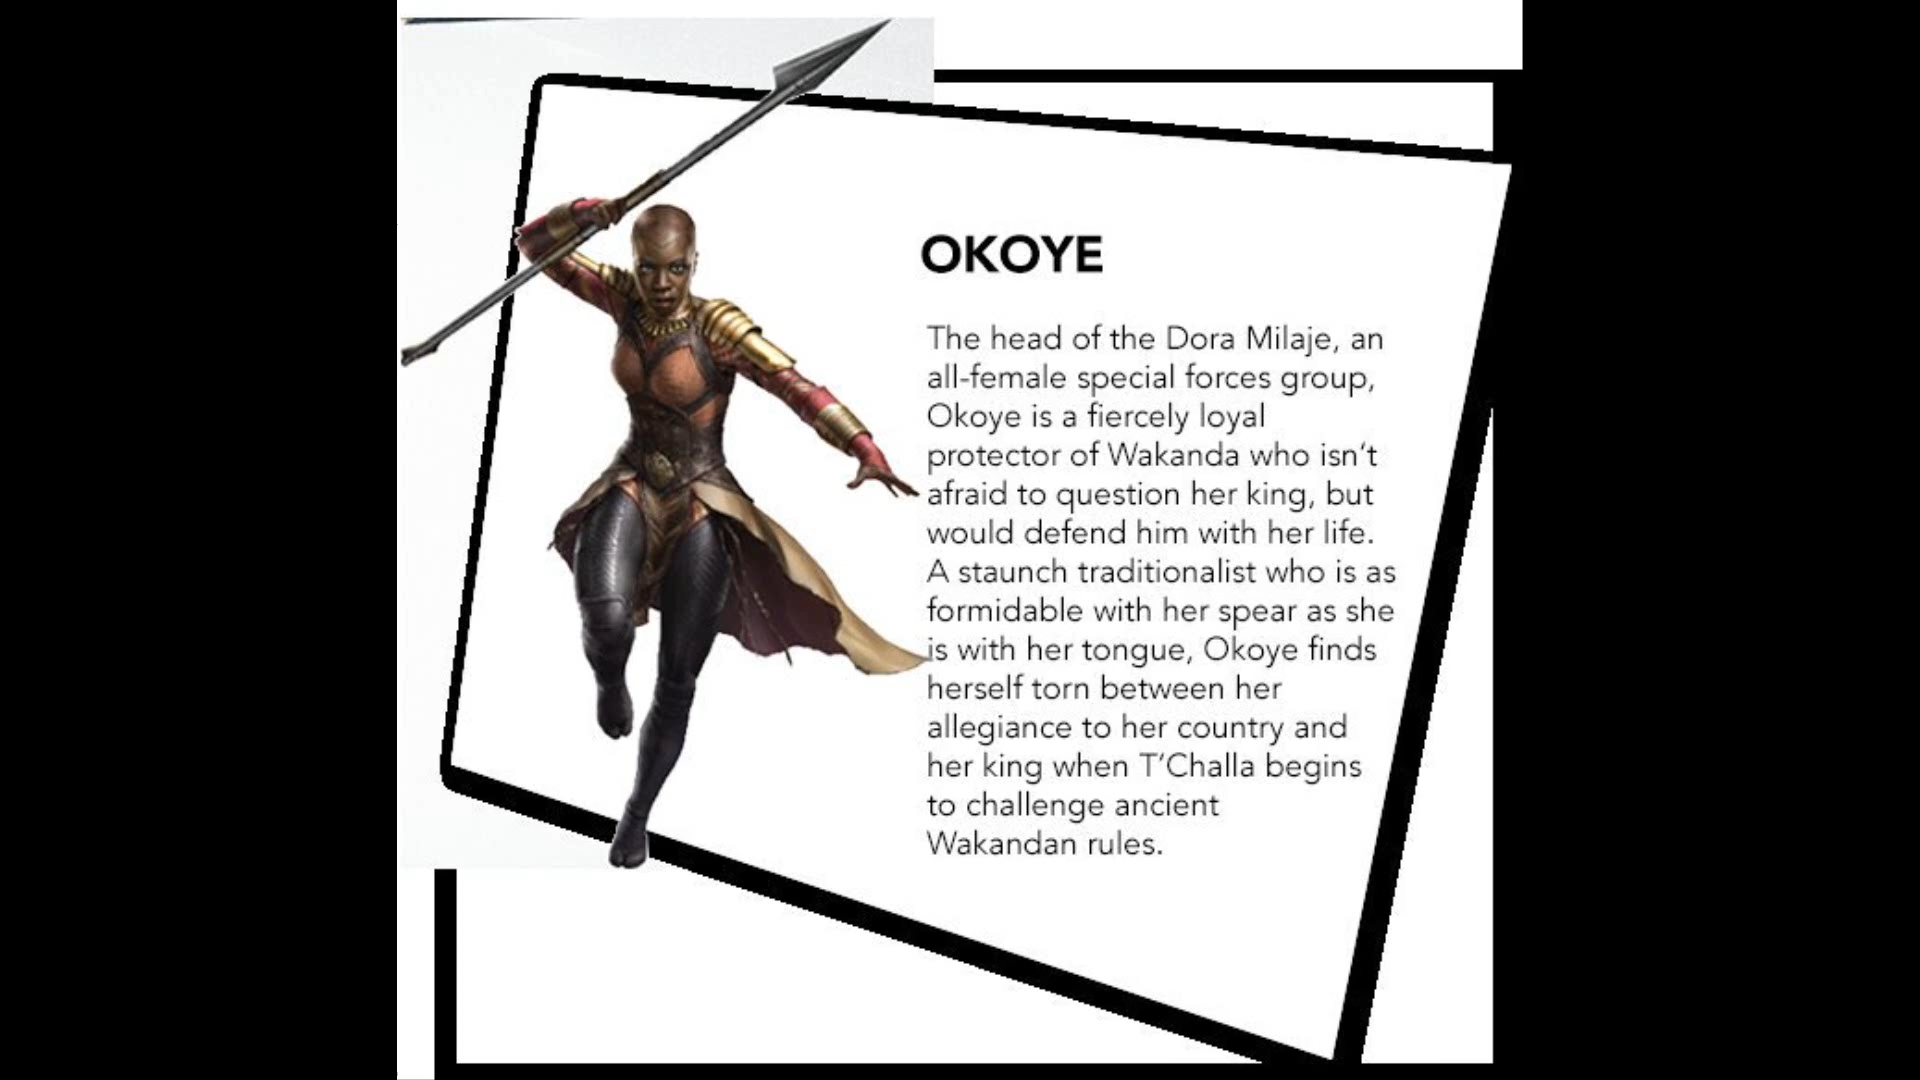 OKOYE
The head of the Dora Milaje, an
all-female special forces group,
Okoye is a fiercely loyal
protector of Wakanda who isn't
afraid to question her king, but
would defend him with her life.
A staunch traditionalist who is as
formidable with her spear as she
is with her tongue, Okoye finds
herself torn between her
allegiance to her country and
her king when T'Challa begins
to challenge ancient
Wakandan rules.